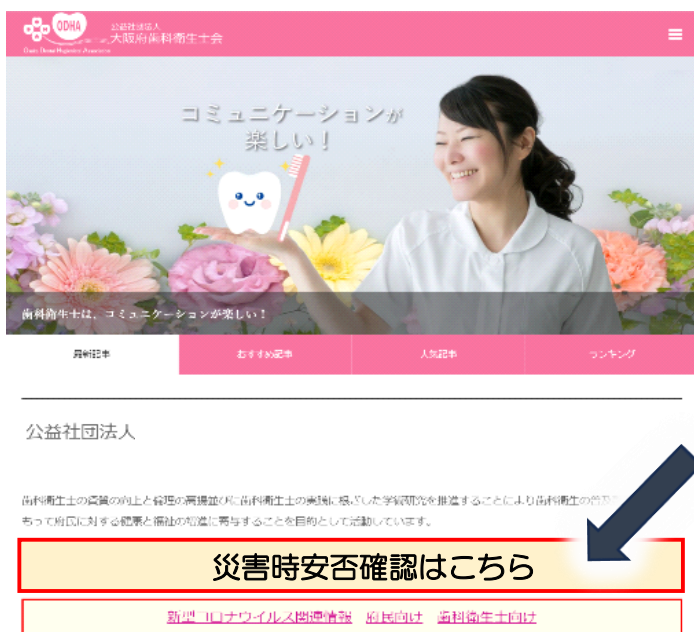 ODHA
公益社団法人
大阪府歯科衛生士会
Osaka Dental Hygienists' Association
コミュニケーションが
楽しい！
歯科衛生士は、コミュニケーションが楽しい！
最新記事 おすすめ記事 人気記事 ランキング
公益社団法人
歯科衛生士の資質の向上と倫理の高揚並びに歯科衛生士の実践に根ざした学術研究を推進することにより歯科衛生の普及
もって府民に対する健康と福祉の増進に寄与することを目的として活動しています。
災害時安否確認はこちら
新型コロナウイルス関連情報 府民向け 歯科衛生士向け